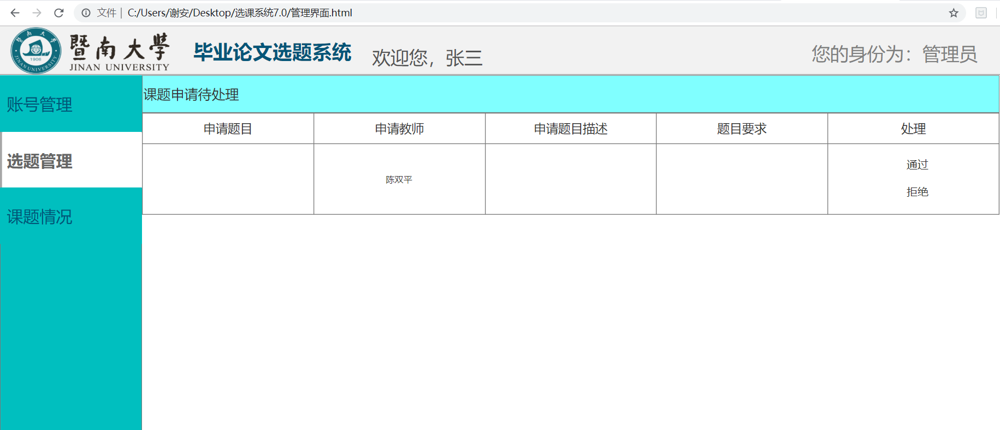 文件 | C:/Users/谢安/Desktop/选课系统7.0/管理界面.html
暨南大学
JINAN UNIVERSITY
1906
毕业论文选题系统
欢迎您，张三
您的身份为：管理员
账号管理
选题管理
课题情况
课题申请待处理
申请题目 申请教师 申请题目描述 题目要求 处理
陈双平
通过
拒绝